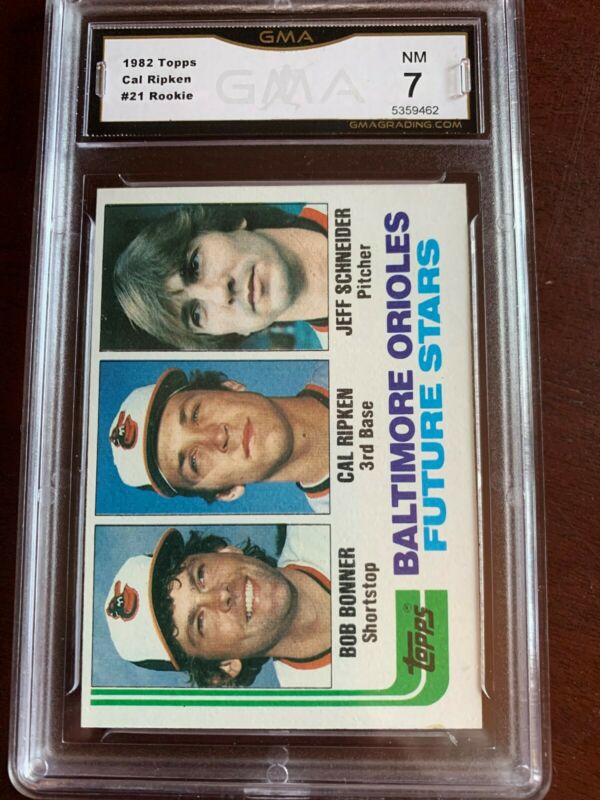 GMA
1982 Topps
Cal Ripken
#21 Rookie
GMA
NM
7
5359462
GMAGRADING.COM
BOB BONNER
Shortstop
CAL RIPKEN
3rd Base
JEFF SCHNEIDER
Pitcher
topps®
BALTIMORE ORIOLES
FUTURE STARS